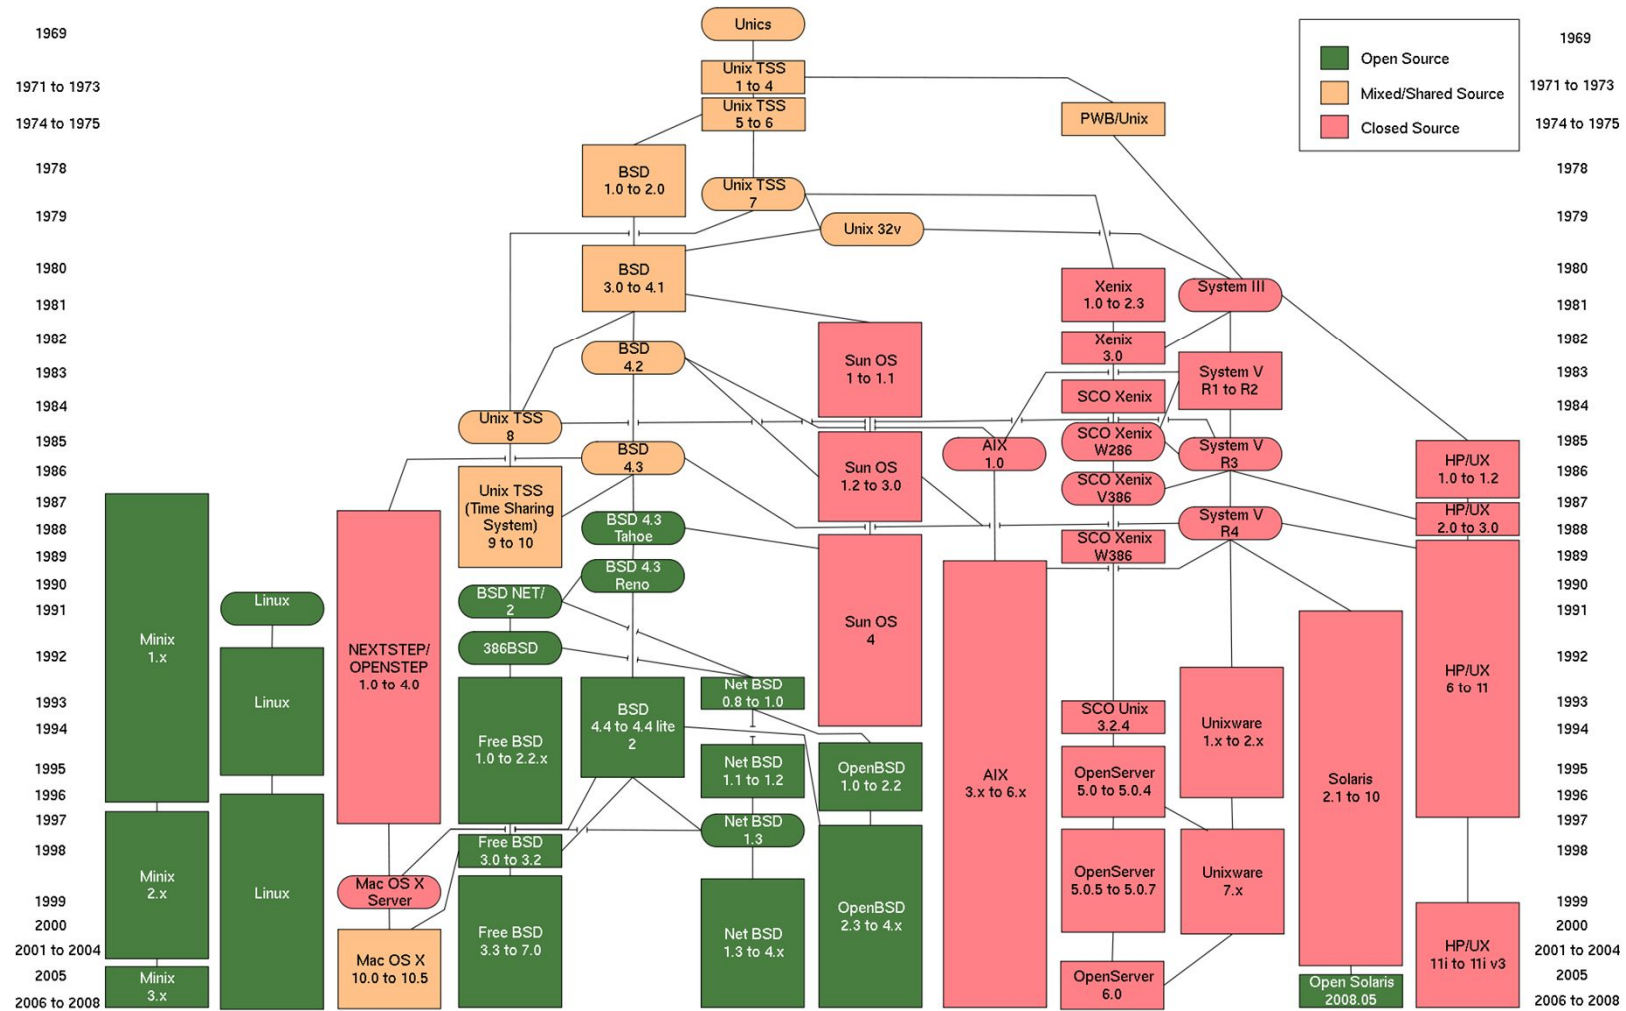 Unics
1969
1969
Open Source
Mixed/Shared Source
Closed Source
Unix TSS
1 to 4
1971 to 1973
1971 to 1973
Unix TSS
5 to 6
PWB/Unix
1974 to 1975
1974 to 1975
BSD
1.0 to 2.0
1978
1978
Unix TSS
7
1979
1979
Unix 32v
BSD
3.0 to 4.1
1980
1980
Xenix
1.0 to 2.3
System III
1981
1981
1982
1982
Xenix
3.0
BSD
4.2
Sun OS
1 to 1.1
1983
1983
System V
R1 to R2
SCO Xenix
1984
1984
Unix TSS
8
1985
1985
SCO Xenix
W286
System V
R3
AIX
1.0
BSD
4.3
Sun OS
1.2 to 3.0
HP/UX
1.0 to 1.2
1986
1986
Unix TSS
(Time Sharing
System)
9 to 10
SCO Xenix
V386
1987
1987
HP/UX
2.0 to 3.0
BSD 4.3
Tahoe
System V
R4
1988
1988
SCO Xenix
W386
1989
1989
BSD 4.3
Reno
1990
1990
BSD NET/
2
Linux
1991
1991
Minix
1.x
NEXTSTEP/
OPENSTEP
1.0 to 4.0
386BSD
Sun OS
4
1992
1992
HP/UX
6 to 11
Net BSD
0.8 to 1.0
1993
1993
Linux
BSD
4.4 to 4.4 lite
2
SCO Unix
3.2.4
Unixware
1.x to 2.x
1994
1994
Free BSD
1.0 to 2.2.x
Net BSD
1.1 to 1.2
OpenBSD
1.0 to 2.2
AIX
3.x to 6.x
OpenServer
5.0 to 5.0.4
Solaris
2.1 to 10
1995
1995
1996
1996
1997
1997
Net BSD
1.3
Free BSD
3.0 to 3.2
1998
1998
Minix
2.x
Linux
Mac OS X
Server
OpenServer
5.0.5 to 5.0.7
Unixware
7.x
1999
1999
OpenBSD
2.3 to 4.x
2000
2000
Free BSD
3.3 to 7.0
Net BSD
1.3 to 4.x
2001 to 2004
2001 to 2004
Mac OS X
10.0 to 10.5
HP/UX
11i to 11i v3
2005
2005
Minix
3.x
OpenServer
6.0
Open Solaris
2008.05
2006 to 2008
2006 to 2008